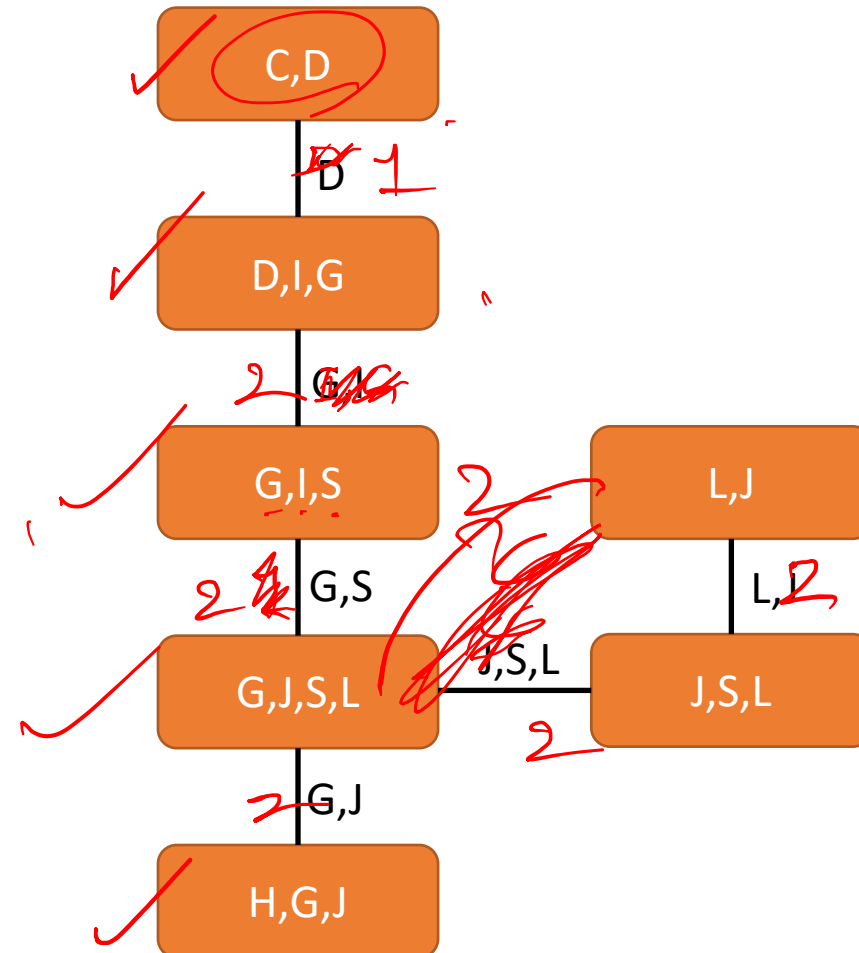 C,D
D 1
D,I,G
2
G,I,S
L,J
2
2 G,S
L, 2
J,S,L
G,J,S,L
J,S,L
2
2 G,J
H,G,J